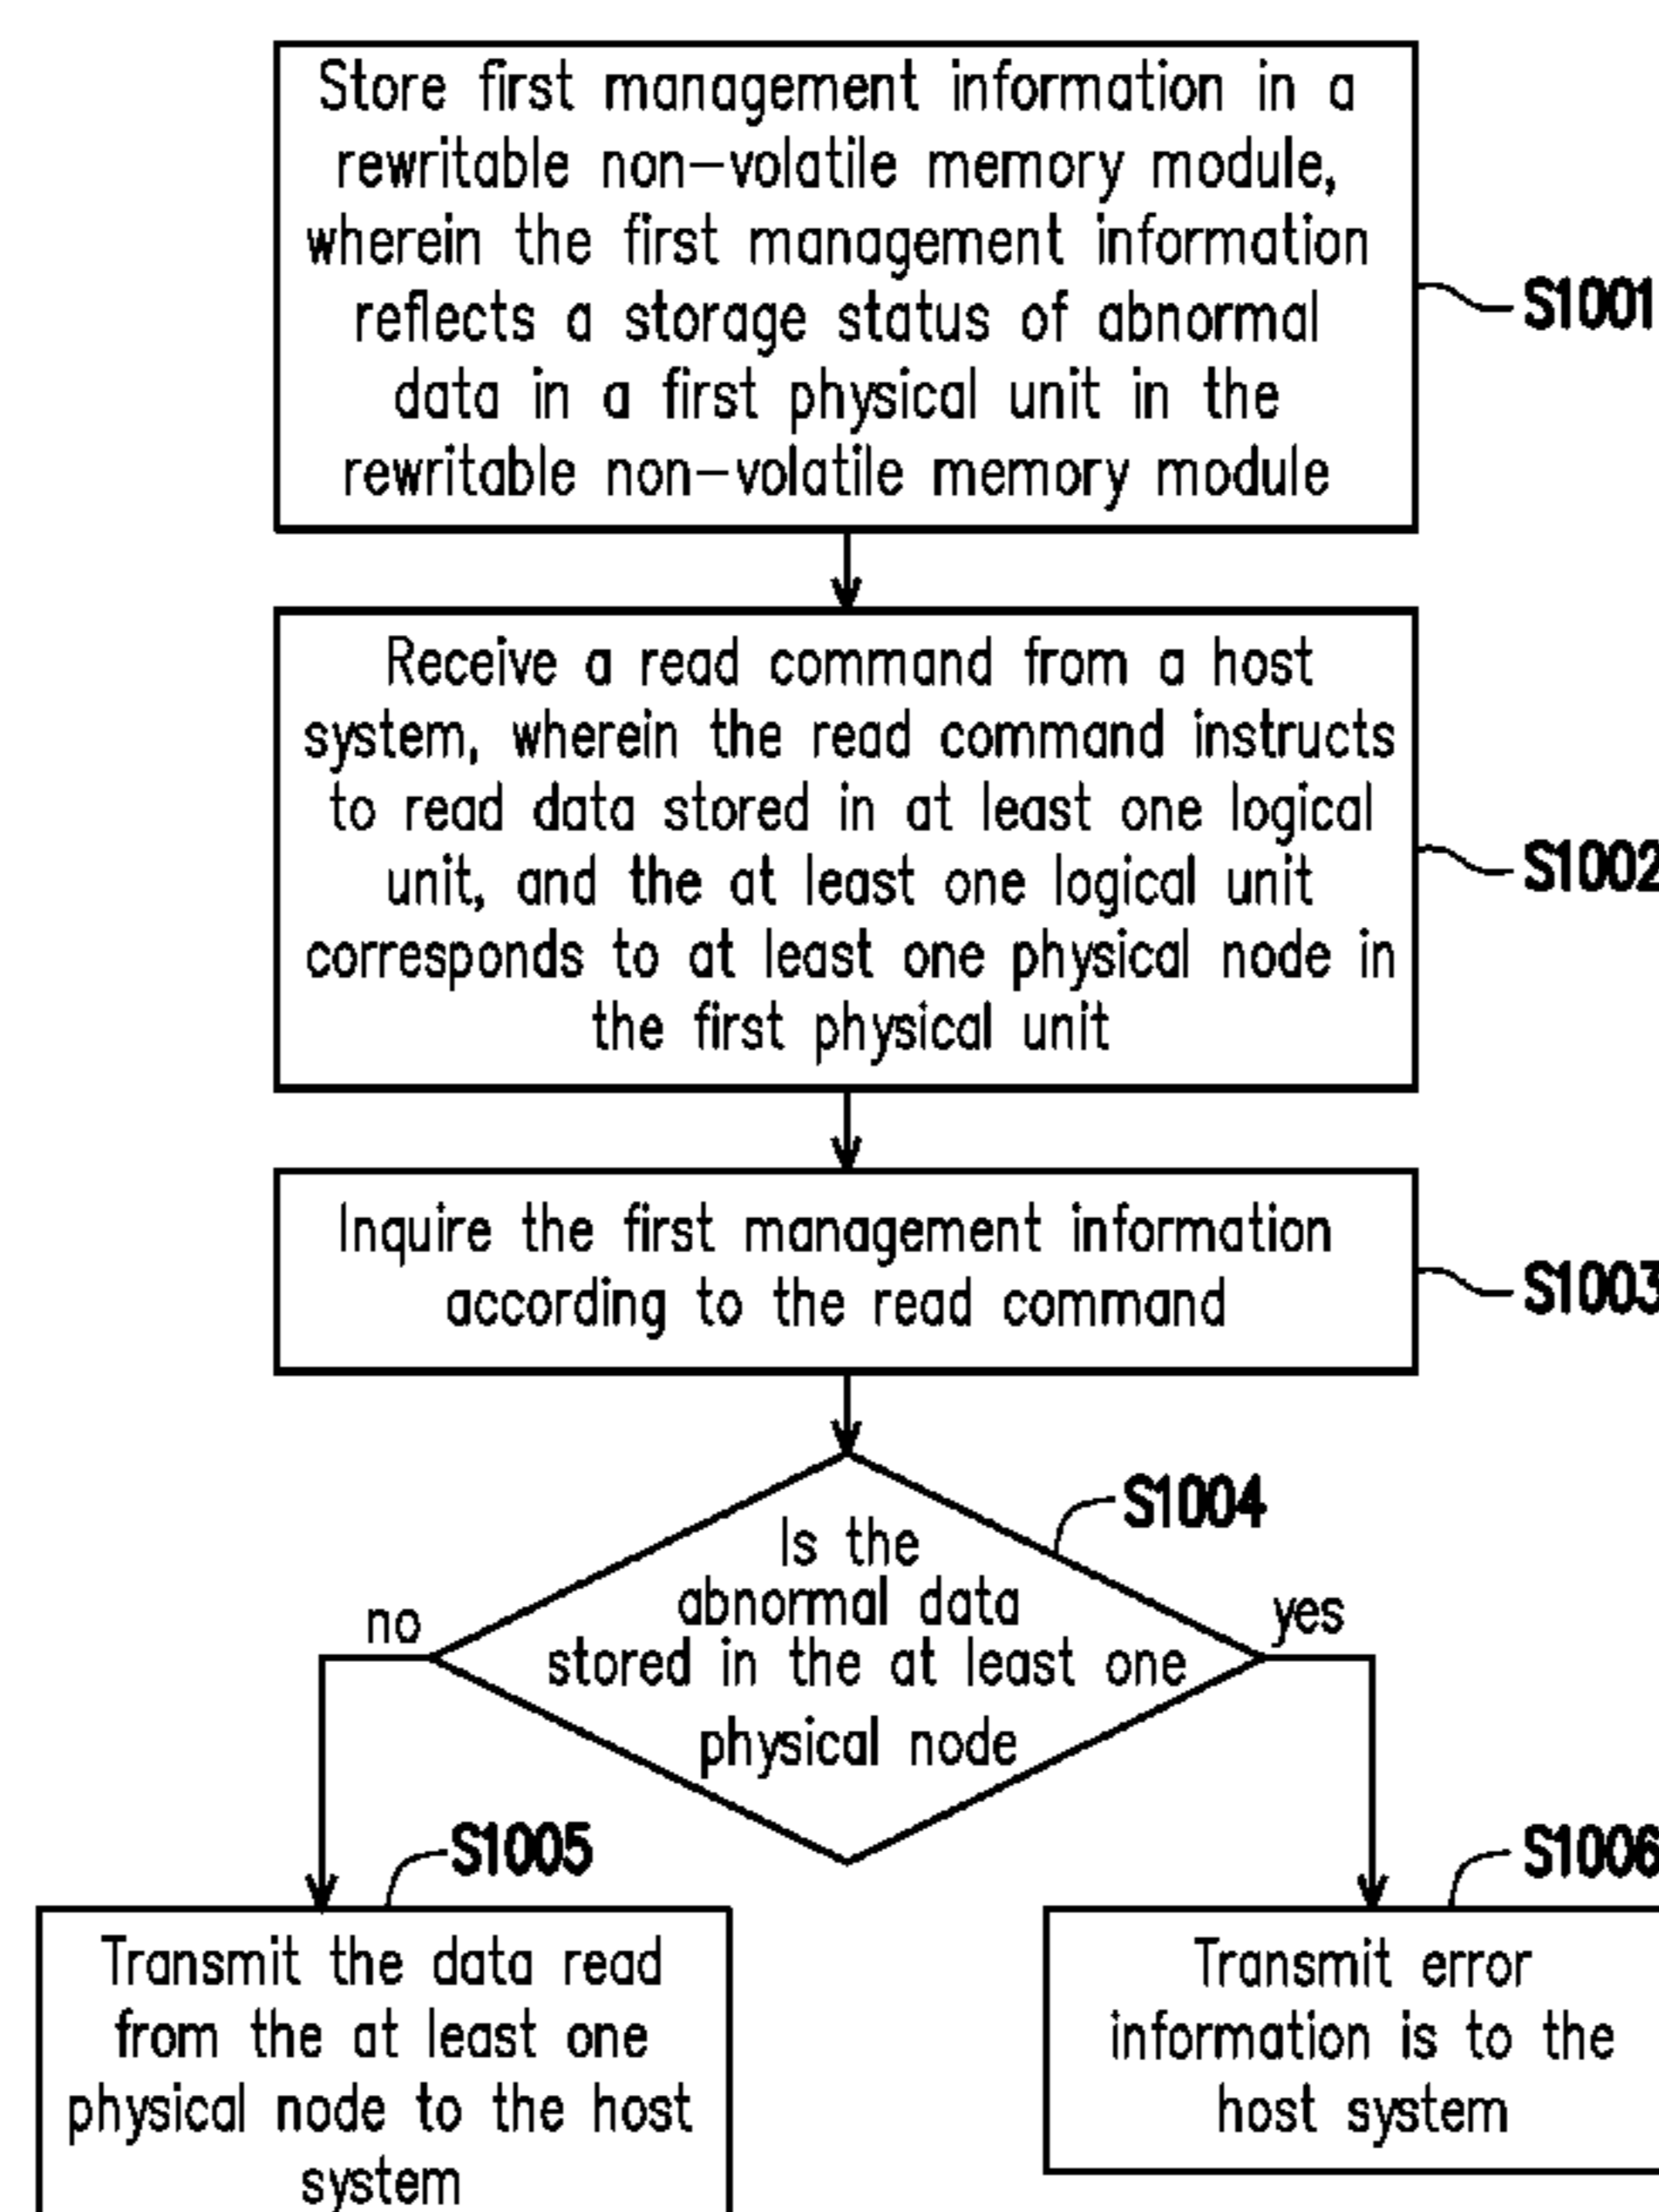 Store first management information in a
rewritable non-volatile memory module,
wherein the first management information
reflects a storage status of abnormal
data in a first physical unit in the
rewritable non-volatile memory module
S1001
Receive a read command from a host
system, wherein the read command instructs
to read data stored in at least one logical
unit, and the at least one logical unit
corresponds to at least one physical node in
the first physical unit
S1002
Inquire the first management information
according to the read command
S1003
S1004
Is the
abnormal data
stored in the at least one
physical node
no
yes
S1005
Transmit the data read
from the at least one
physical node to the host
system
S1006
Transmit error
information is to the
host system